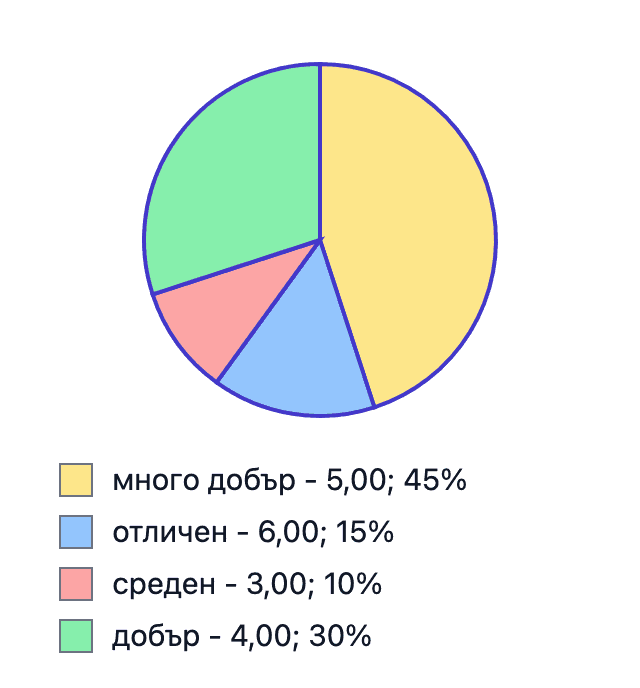 много добър - 5,00; 45%
отличен - 6,00; 15%
среден - 3,00; 10%
добър - 4,00; 30%